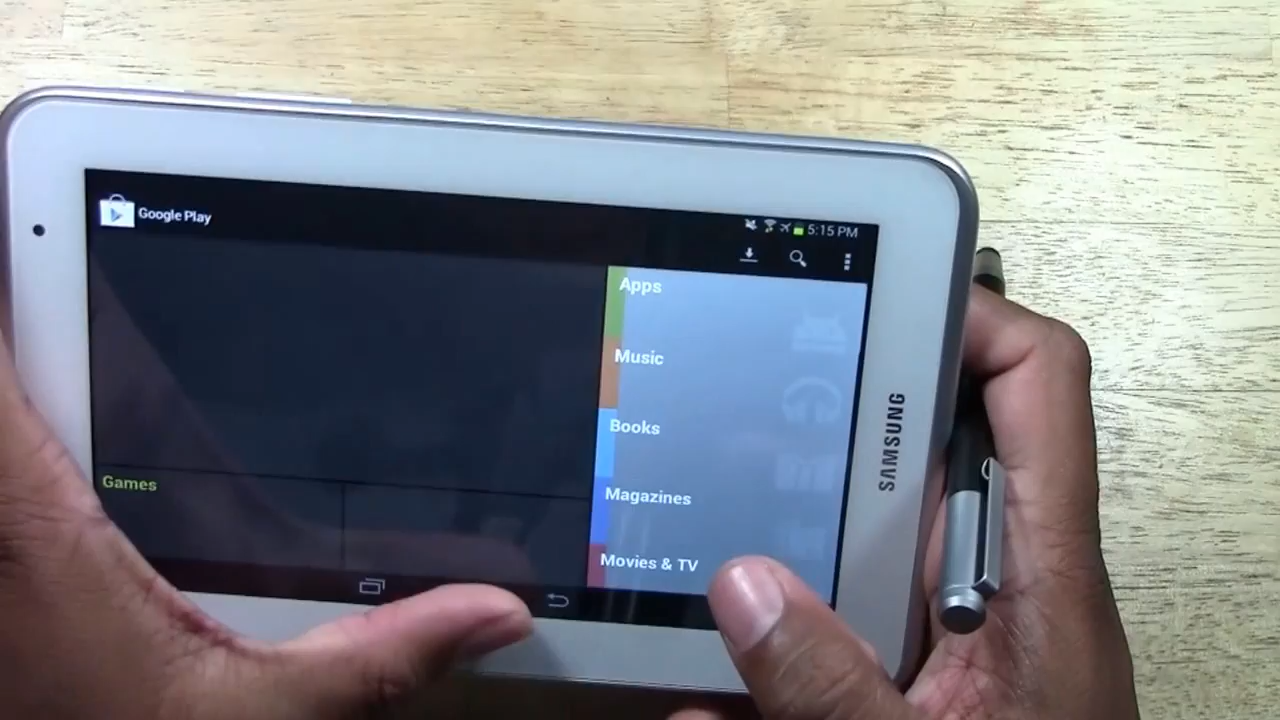 Google Play
5:15 PM
Apps
Music
Books
Magazines
Movies & TV
Games
SAMSUNG